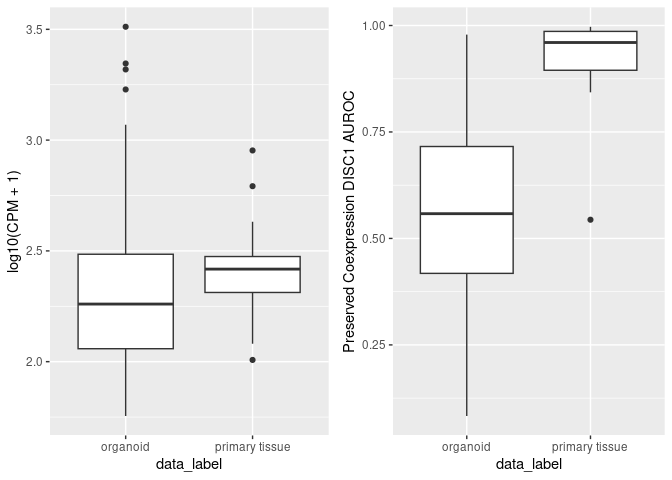 log10(CPM + 1)
3.5
3.0
2.5
2.0
organoid primary tissue
data_label
Preserved Coexpression DISC1 AUROC
1.00
0.75
0.50
0.25
organoid primary tissue
data_label